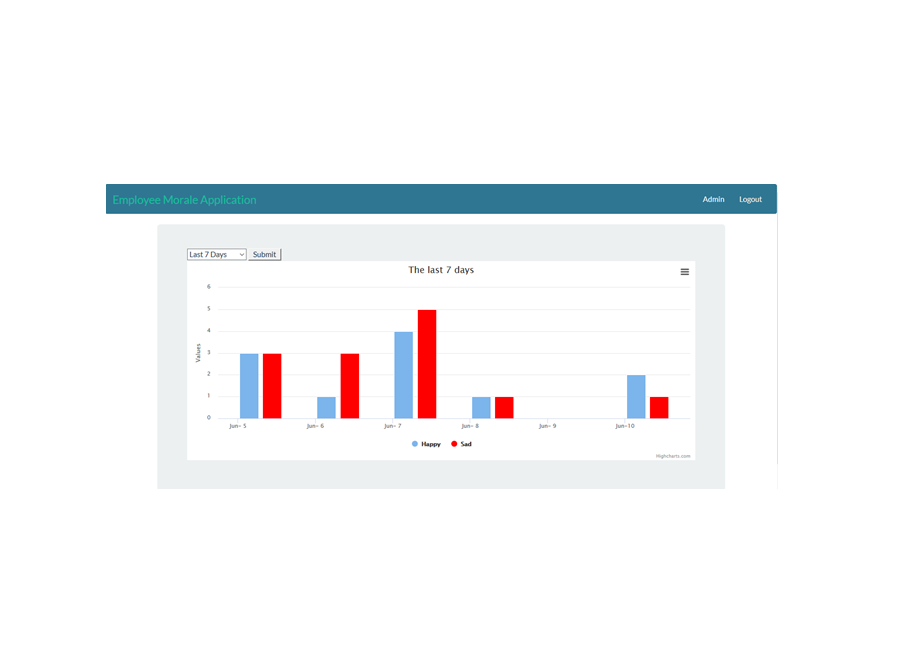 Employee Morale Application
Admin Logout
Last 7 Days Submit
The last 7 days
6
5
4
3
2
1
0
Values
Jun- 5 Jun- 6 Jun- 7 Jun- 8 Jun- 9 Jun-10
Happy Sad
Highcharts.com